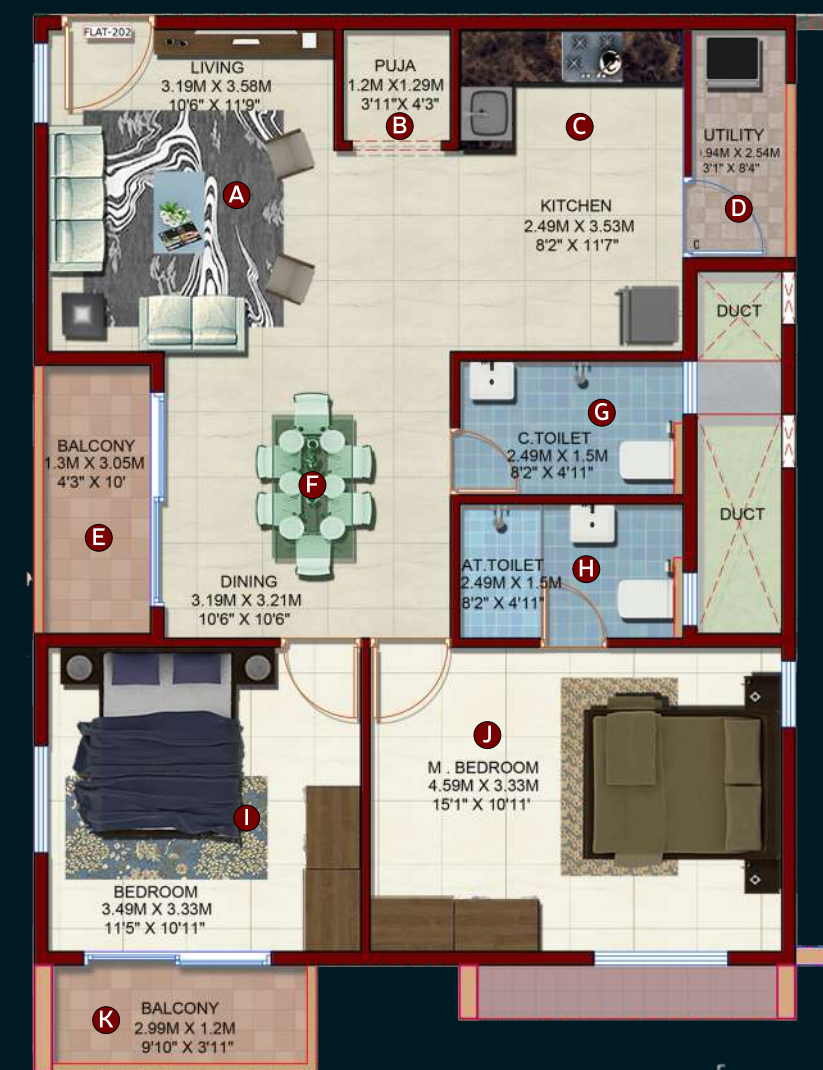 FLAT-202
LIVING
3.19M X 3.58M
10'6" X 11'9"
A
PUJA
1.2M X1.29M
3'11"X 4'3"
B
C
KITCHEN
2.49M X 3.53M
8'2" X 11'7"
UTILITY
.94M X 2.54M
3'1" X 8'4"
D
DUCT
BALCONY
1.3M X 3.05M
4'3" X 10'
E
F
DINING
3.19M X 3.21M
10'6" X 10'6"
G
C.TOILET
2.49M X 1.5M
8'2" X 4'11"
AT.TOILET
2.49M X 1.5M
8'2" X 4'11"
H
DUCT
I
BEDROOM
3.49M X 3.33M
11'5" X 10'11"
J
M . BEDROOM
4.59M X 3.33M
15'1" X 10'11'
K
BALCONY
2.99M X 1.2M
9'10" X 3'11"